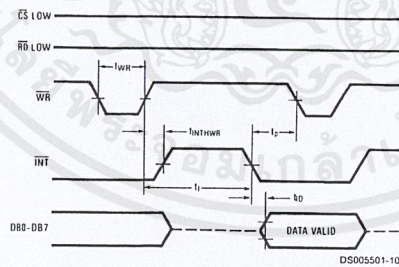 CS LOW
RD LOW
tWR
WR
tINTHWR
tP
INT
tI
tID
DB0-DB7
DATA VALID
DS005501-10